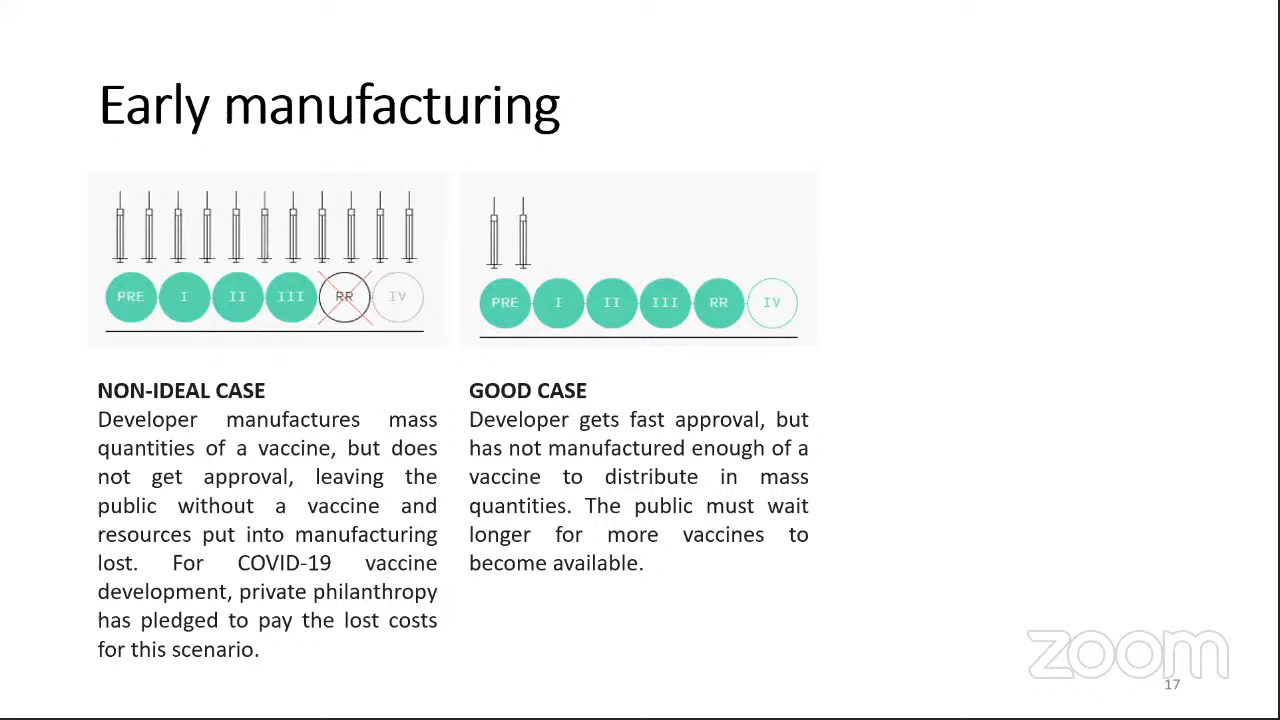 Early manufacturing
PRE I II III RR IV
PRE I II III RR IV
NON-IDEAL CASE
Developer manufactures mass
quantities of a vaccine, but does
not get approval, leaving the
public without a vaccine and
resources put into manufacturing
lost. For COVID-19 vaccine
development, private philanthropy
has pledged to pay the lost costs
for this scenario.
GOOD CASE
Developer gets fast approval, but
has not manufactured enough of a
vaccine to distribute in mass
quantities. The public must wait
longer for more vaccines to
become available.
zoom
17